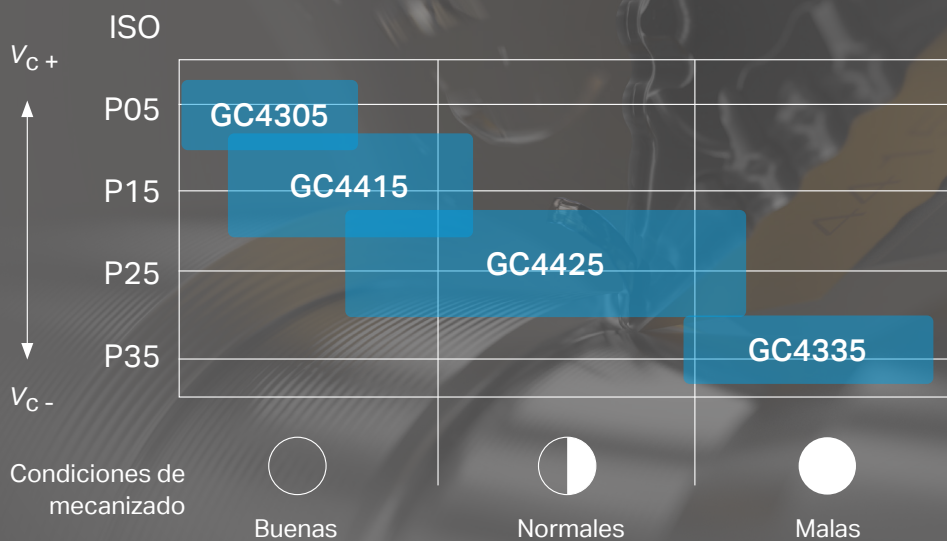 ISO
VC +
P05
GC4305
P15
GC4415
P25
GC4425
P35
GC4335
VC -
Condiciones de
mecanizado
Buenas
Normales
Malas